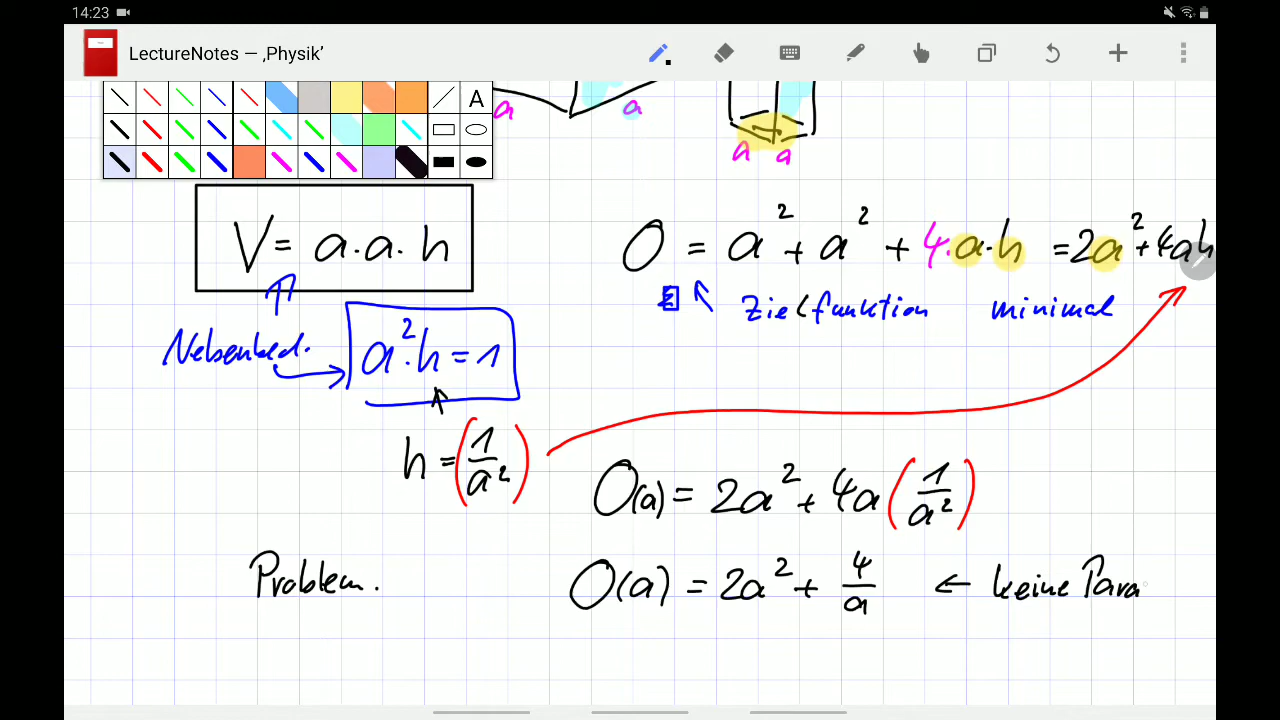 14:23
LectureNotes — ‚Physik’
A
a a a a
V = a·a·h
O = a² + a² + 4·a·h = 2a² + 4ah
Zielfunktion minimal
Nebenbed. a²·h = 1
h = (1/a²)
O(a) = 2a² + 4a (1/a²)
Problem. O(a) = 2a² + 4/a ← keine Para